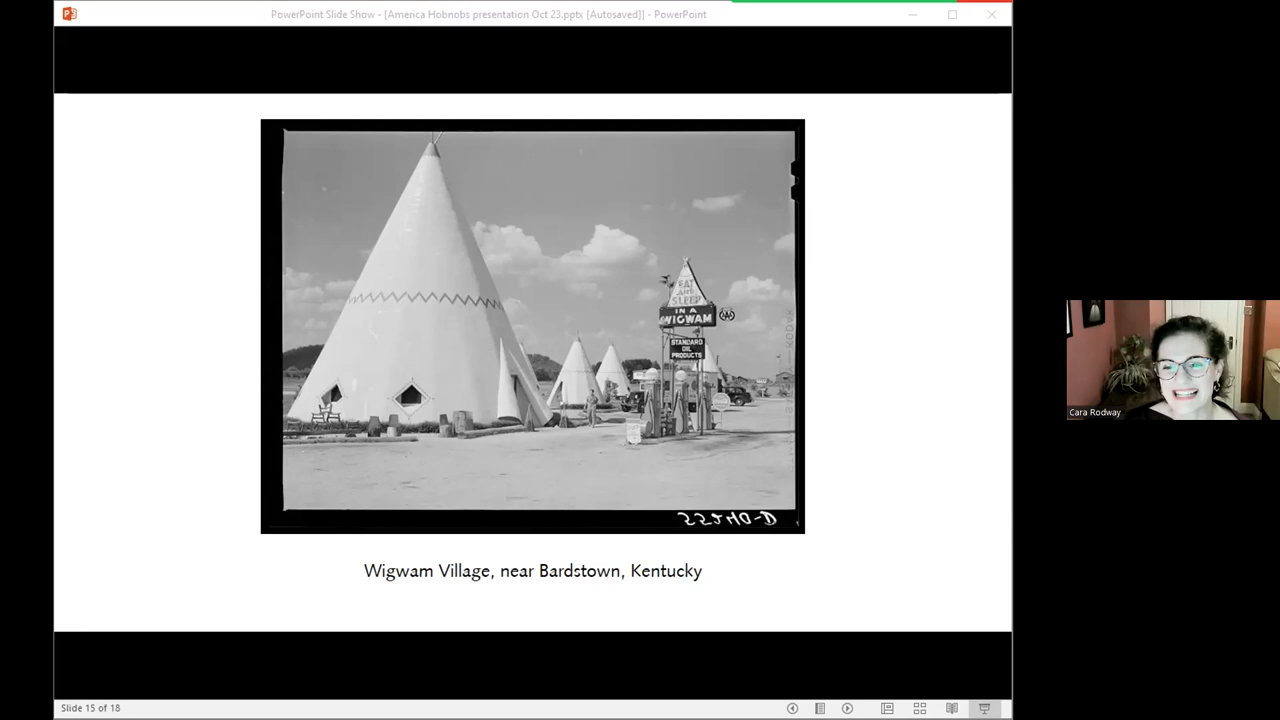 PowerPoint Slide Show - [America Hobnobs presentation Oct 23.pptx [Autosaved]] - PowerPoint
EAT
AND
SLEEP
IN A
WIGWAM
STANDARD
OIL
PRODUCTS
55240-D
Wigwam Village, near Bardstown, Kentucky
Cara Rodway
Slide 15 of 18